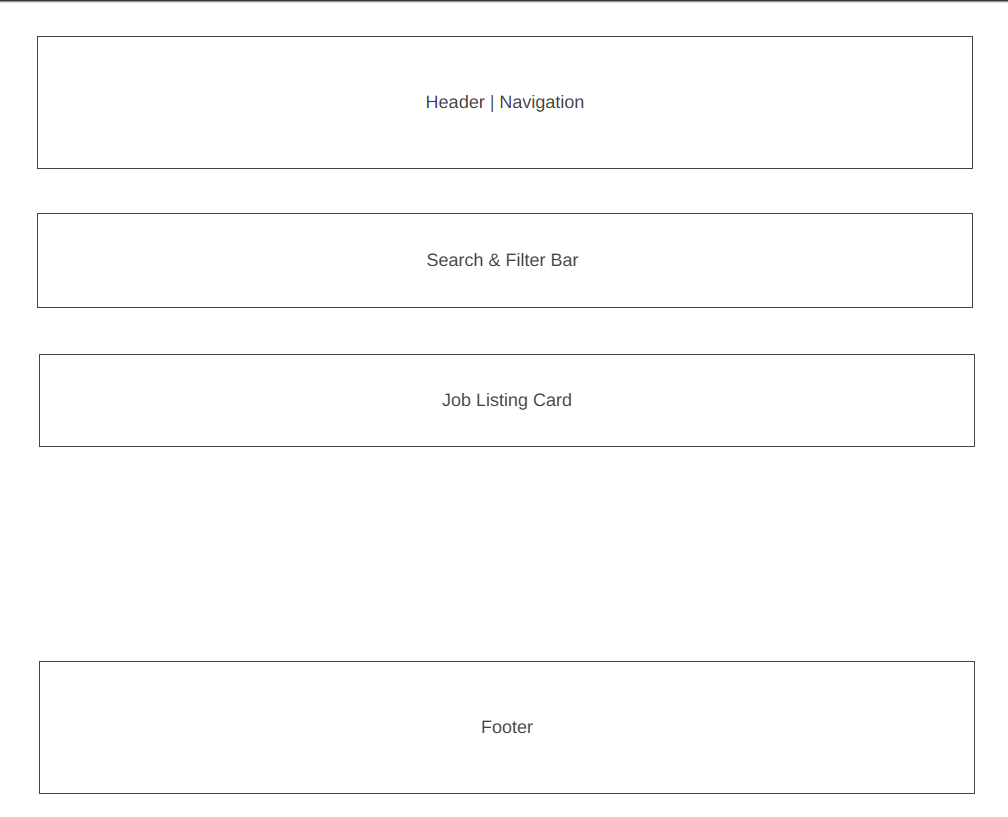 Header | Navigation
Search & Filter Bar
Job Listing Card
Footer